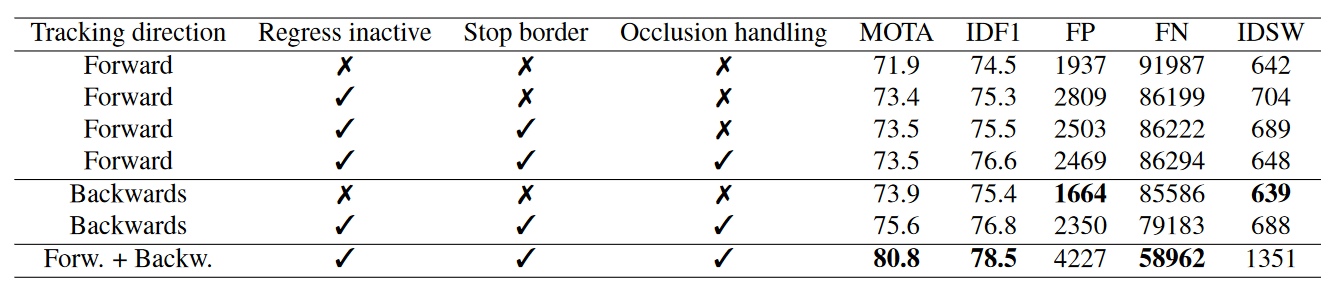 Tracking direction Regress inactive Stop border Occlusion handling MOTA IDF1 FP FN IDSW
Forward ✗ ✗ ✗ 71.9 74.5 1937 91987 642
Forward ✓ ✗ ✗ 73.4 75.3 2809 86199 704
Forward ✓ ✓ ✗ 73.5 75.5 2503 86222 689
Forward ✓ ✓ ✓ 73.5 76.6 2469 86294 648
Backwards ✗ ✗ ✗ 73.9 75.4 1664 85586 639
Backwards ✓ ✓ ✓ 75.6 76.8 2350 79183 688
Forw. + Backw. ✓ ✓ ✓ 80.8 78.5 4227 58962 1351